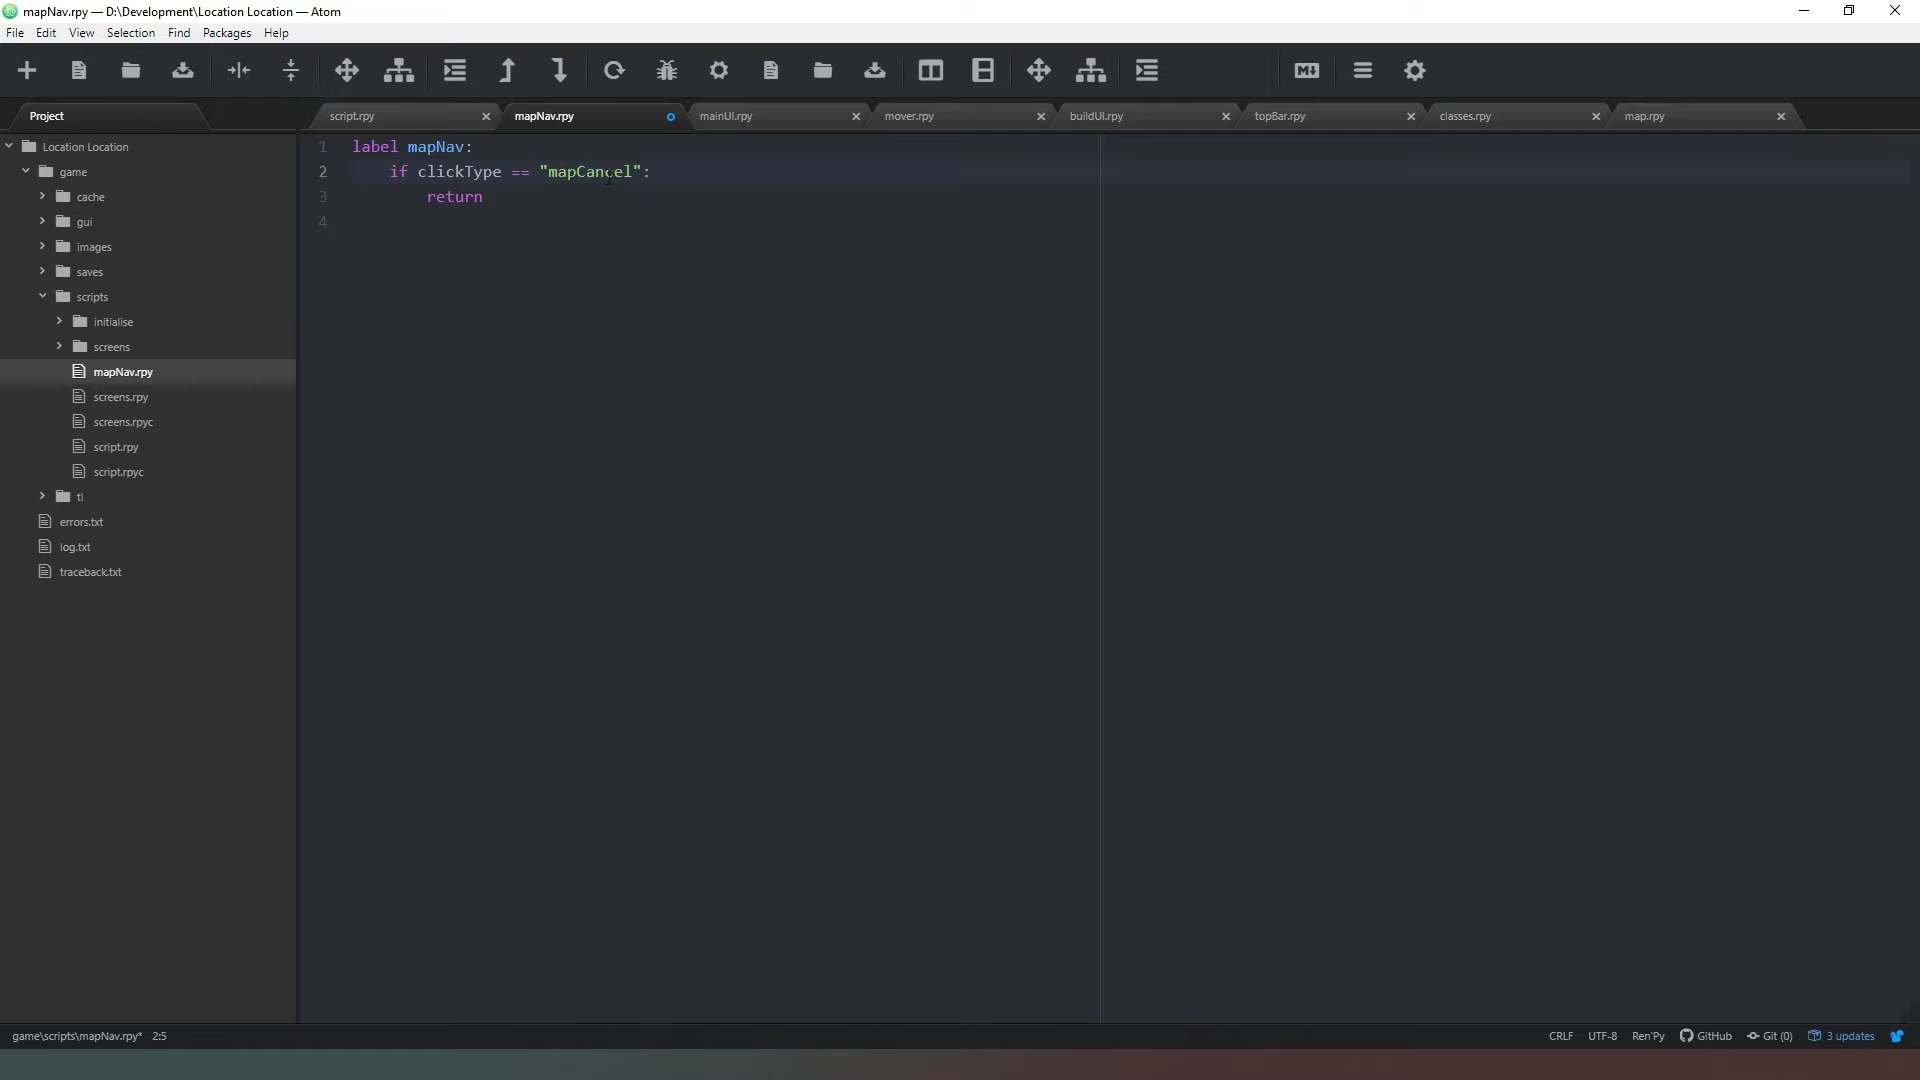 mapNav.rpy — D:\Development\Location Location — Atom
File Edit View Selection Find Packages Help
Project
script.rpy
mapNav.rpy
mainUI.rpy
mover.rpy
buildUI.rpy
topBar.rpy
classes.rpy
map.rpy
Location Location
game
cache
gui
images
saves
scripts
initialise
screens
mapNav.rpy
screens.rpy
screens.rpyc
script.rpy
script.rpyc
tl
errors.txt
log.txt
traceback.txt
1 label mapNav:
2 if clickType == "mapCancel":
3 return
4
game\scripts\mapNav.rpy* 2:5
CRLF UTF-8 Ren'Py GitHub Git (0) 3 updates